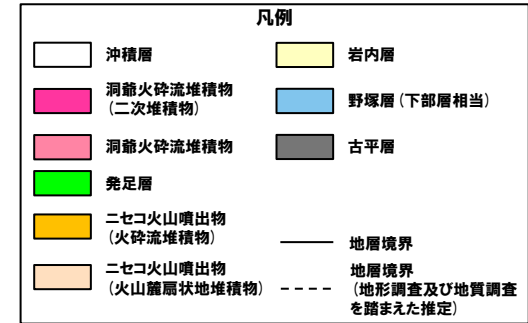 凡例
沖積層
洞爺火砕流堆積物
(二次堆積物)
洞爺火砕流堆積物
発足層
ニセコ火山噴出物
(火砕流堆積物)
ニセコ火山噴出物
(火山麓扇状地堆積物)
岩内層
野塚層(下部層相当)
古平層
地層境界
地層境界
(地形調査及び地質調査
を踏まえた推定)